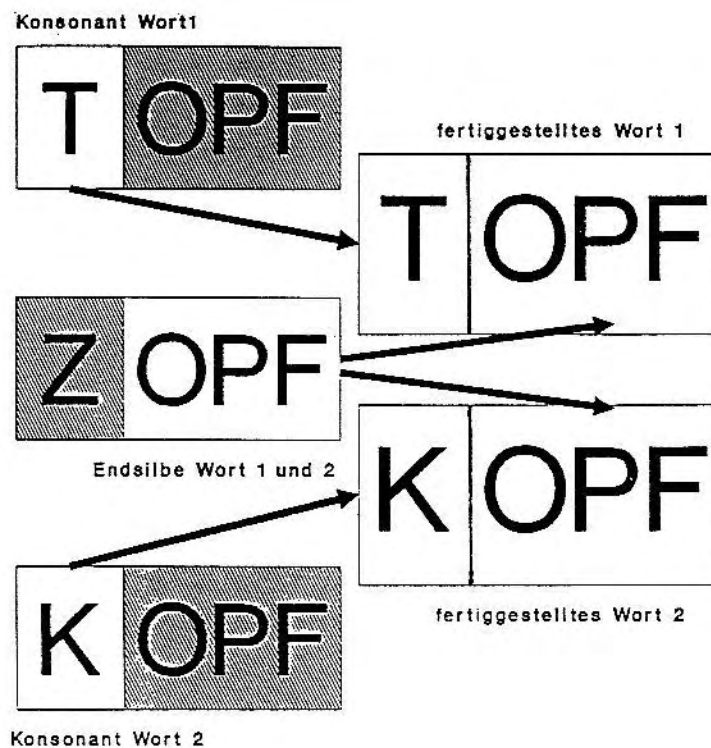 Konsonant Wort1
T OPF
fertiggestelltes Wort 1
T OPF
Z OPF
Endsilbe Wort 1 und 2
K OPF
K OPF
fertiggestelltes Wort 2
Konsonant Wort 2